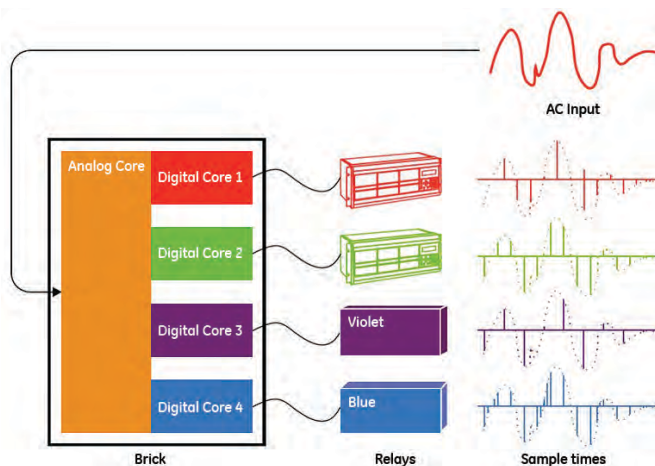 AC Input
Analog Core
Digital Core 1
Digital Core 2
Digital Core 3
Violet
Digital Core 4
Blue
Brick
Relays
Sample times